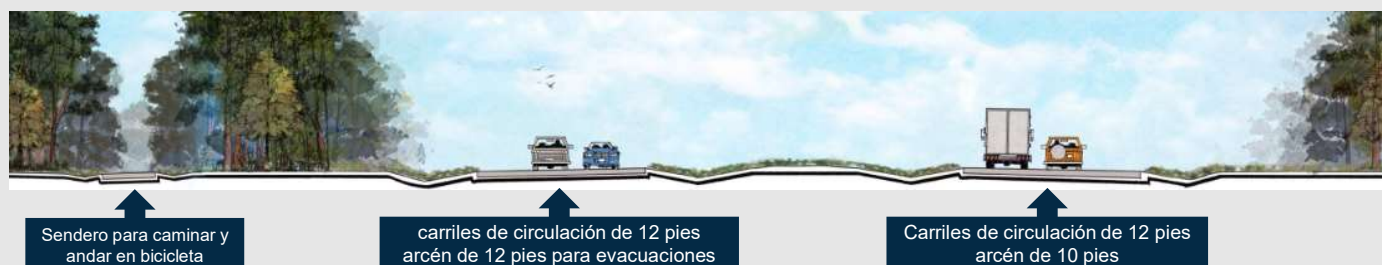 Sendero para caminar y
andar en bicicleta
carriles de circulación de 12 pies
arcén de 12 pies para evacuaciones
Carriles de circulación de 12 pies
arcén de 10 pies